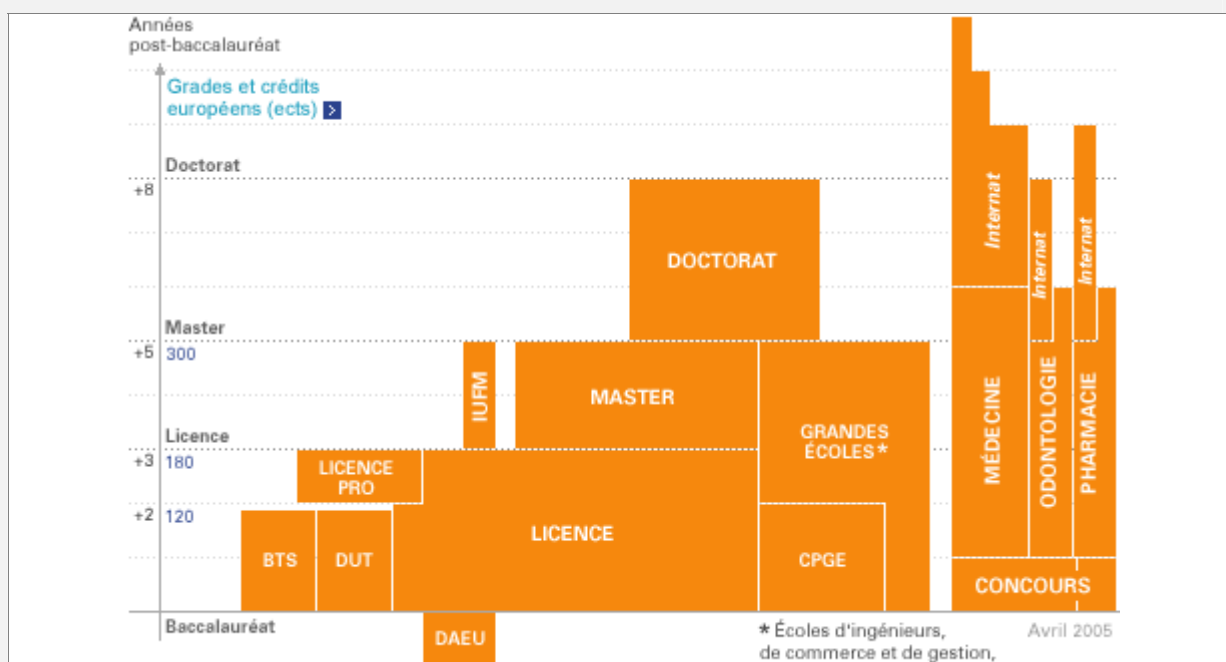 Années
post-baccalauréat
Grades et crédits
européens (ects)
Doctorat
+8
Internat
Internat
Internat
DOCTORAT
Master
+5 300
IUFM
MASTER
GRANDES
ÉCOLES*
MÉDECINE
ODONTOLOGIE
PHARMACIE
Licence
+3 180
LICENCE
PRO
+2 120
LICENCE
BTS
DUT
CPGE
CONCOURS
Baccalauréat
DAEU
* Écoles d'ingénieurs,
de commerce et de gestion,
Avril 2005